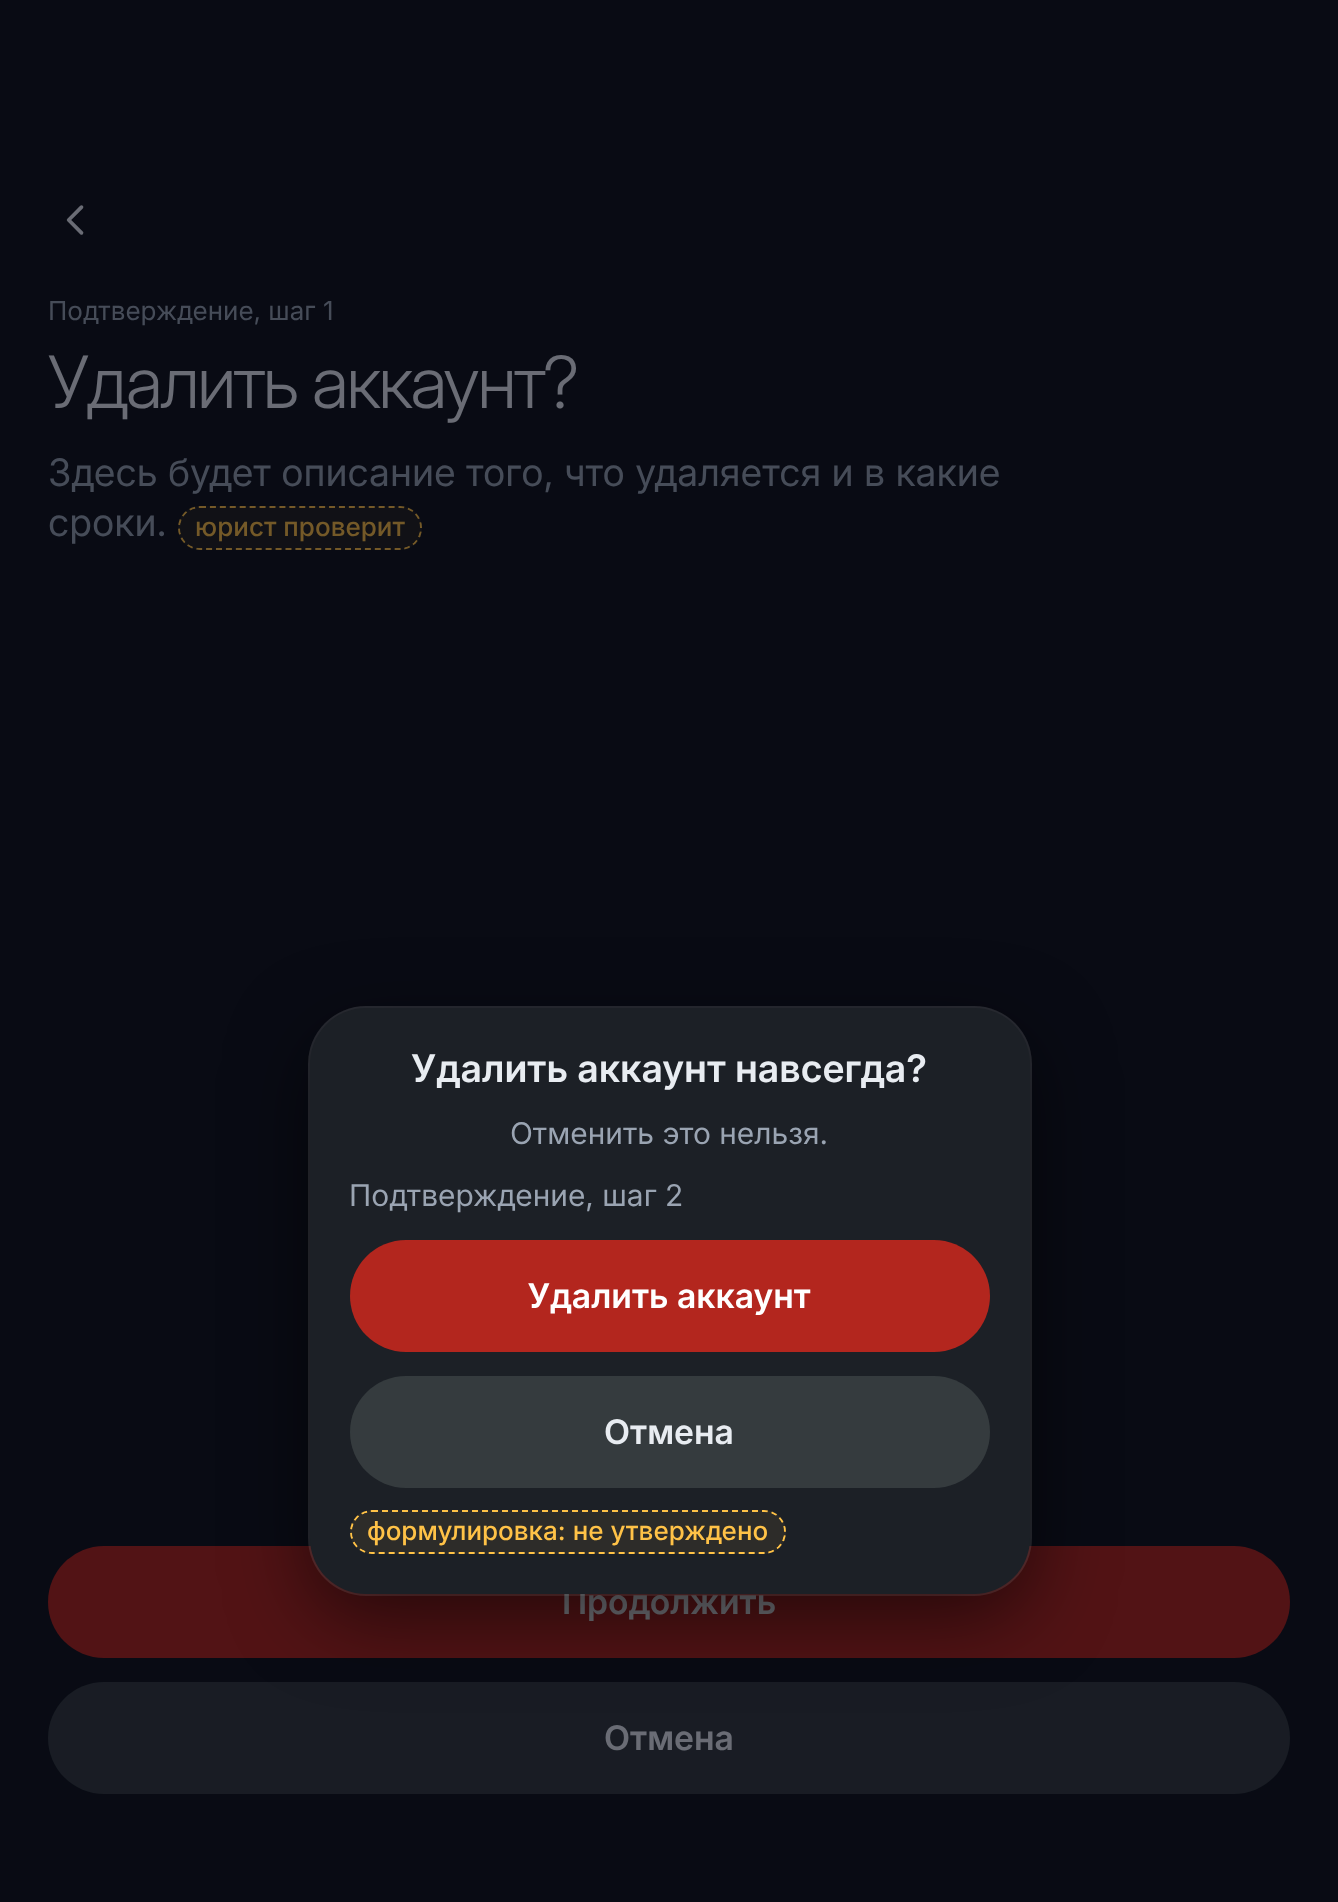 Подтверждение, шаг 1
Удалить аккаунт?
Здесь будет описание того, что удаляется и в какие
сроки. юрист проверит
Удалить аккаунт навсегда?
Отменить это нельзя.
Подтверждение, шаг 2
Удалить аккаунт
Отмена
формулировка: не утверждено
Продолжить
Отмена